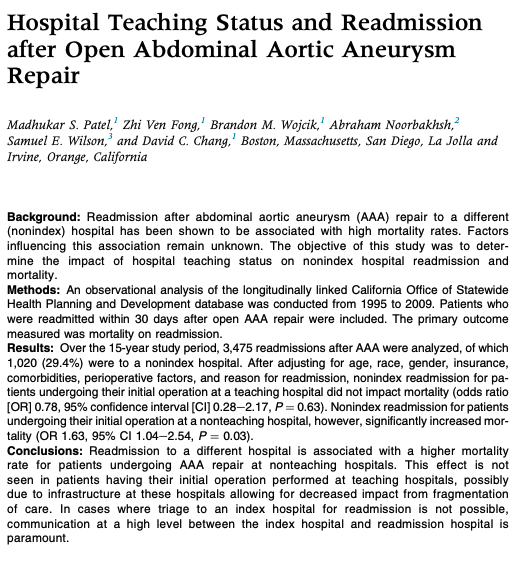 Hospital Teaching Status and Readmission
after Open Abdominal Aortic Aneurysm
Repair
Madhukar S. Patel,1 Zhi Ven Fong,1 Brandon M. Wojcik,1 Abraham Noorbakhsh,2
Samuel E. Wilson,3 and David C. Chang,1 Boston, Massachusetts, San Diego, La Jolla and
Irvine, Orange, California
Background: Readmission after abdominal aortic aneurysm (AAA) repair to a different
(nonindex) hospital has been shown to be associated with high mortality rates. Factors
influencing this association remain unknown. The objective of this study was to deter-
mine the impact of hospital teaching status on nonindex hospital readmission and
mortality.
Methods: An observational analysis of the longitudinally linked California Office of Statewide
Health Planning and Development database was conducted from 1995 to 2009. Patients who
were readmitted within 30 days after open AAA repair were included. The primary outcome
measured was mortality on readmission.
Results: Over the 15-year study period, 3,475 readmissions after AAA were analyzed, of which
1,020 (29.4%) were to a nonindex hospital. After adjusting for age, race, gender, insurance,
comorbidities, perioperative factors, and reason for readmission, nonindex readmission for pa-
tients undergoing their initial operation at a teaching hospital did not impact mortality (odds ratio
[OR] 0.78, 95% confidence interval [CI] 0.28–2.17, P = 0.63). Nonindex readmission for patients
undergoing their initial operation at a nonteaching hospital, however, significantly increased mor-
tality (OR 1.63, 95% CI 1.04–2.54, P = 0.03).
Conclusions: Readmission to a different hospital is associated with a higher mortality
rate for patients undergoing AAA repair at nonteaching hospitals. This effect is not
seen in patients having their initial operation performed at teaching hospitals, possibly
due to infrastructure at these hospitals allowing for decreased impact from fragmentation
of care. In cases where triage to an index hospital for readmission is not possible,
communication at a high level between the index hospital and readmission hospital is
paramount.